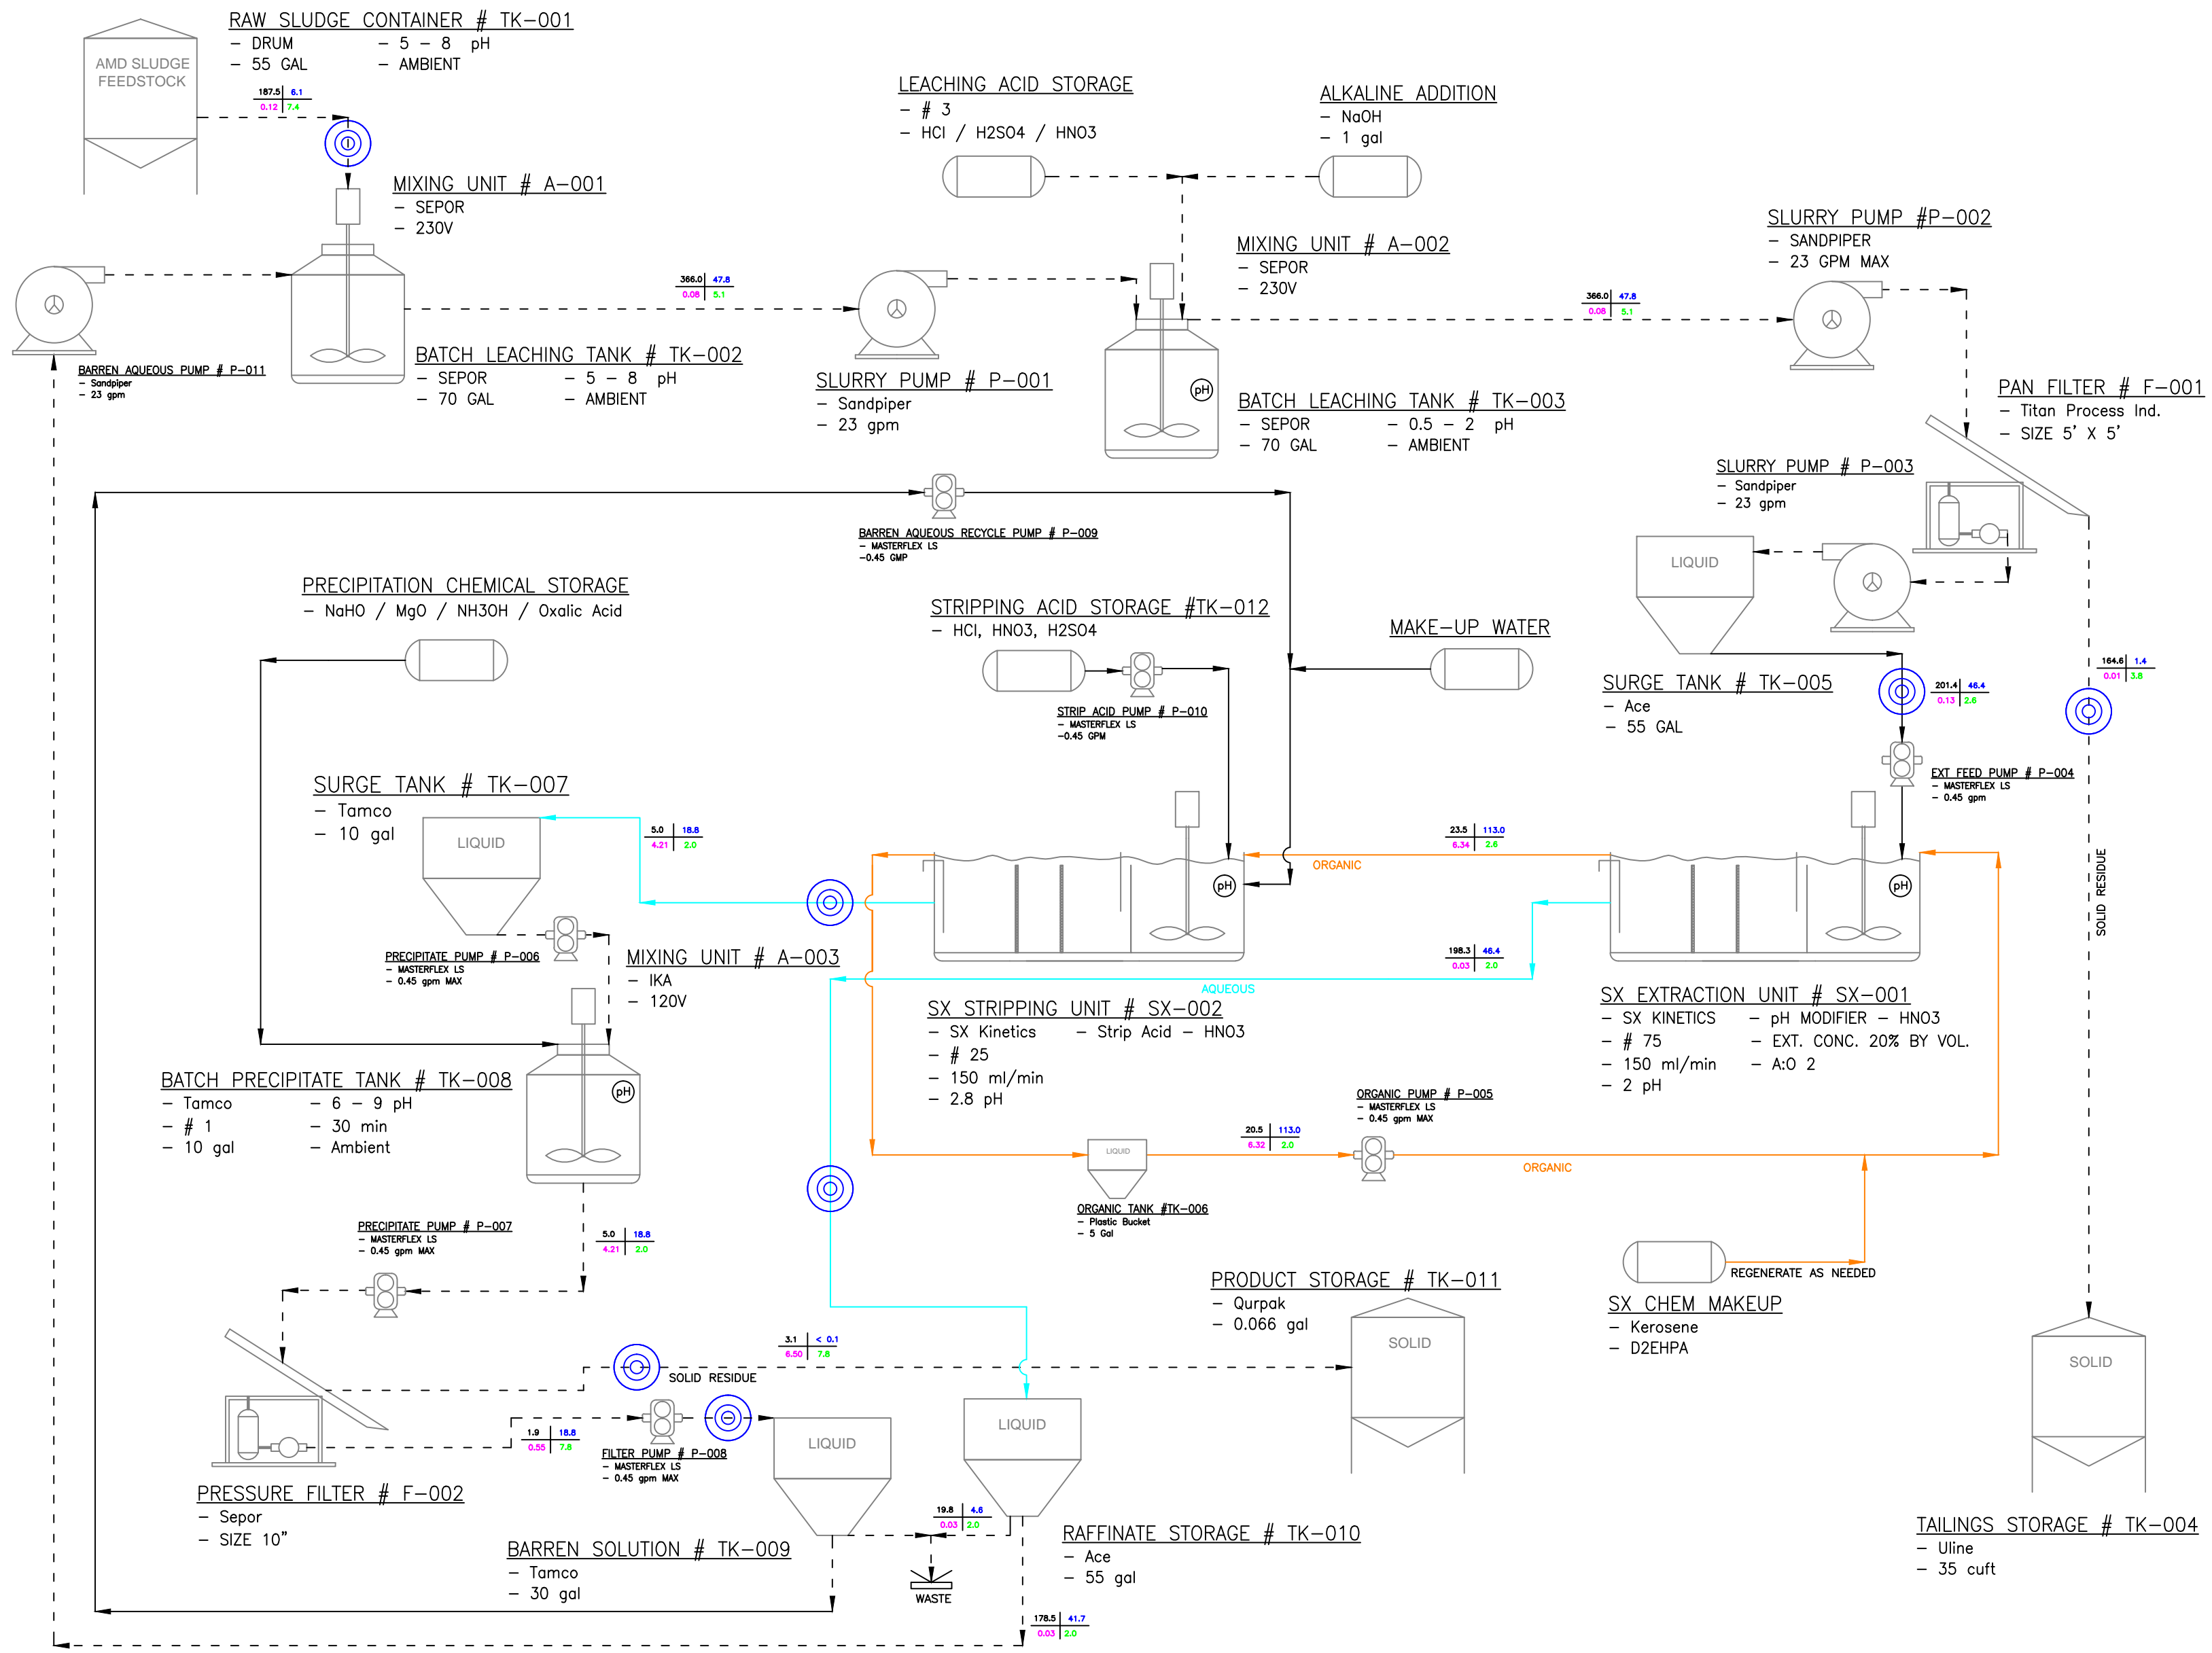 RAW SLUDGE CONTAINER # TK-001
- DRUM
- 5 - 8 pH
- 55 GAL
- AMBIENT
AMD SLUDGE
FEEDSTOCK
187.5 6.1
0.12 7.4
LEACHING ACID STORAGE
- # 3
- HCl / H2SO4 / HNO3
ALKALINE ADDITION
- NaOH
- 1 gal
MIXING UNIT # A-001
- SEPOR
- 230V
MIXING UNIT # A-002
- SEPOR
- 230V
SLURRY PUMP #P-002
- SANDPIPER
- 23 GPM MAX
366.0 47.8
0.08 5.1
366.0 47.8
0.08 5.1
BARREN AQUEOUS PUMP # P-011
- Sandpiper
- 23 gpm
BATCH LEACHING TANK # TK-002
- SEPOR
- 5 - 8 pH
- 70 GAL
- AMBIENT
SLURRY PUMP # P-001
- Sandpiper
- 23 gpm
pH
BATCH LEACHING TANK # TK-003
- SEPOR
- 0.5 - 2 pH
- 70 GAL
- AMBIENT
PAN FILTER # F-001
- Titan Process Ind.
- SIZE 5' X 5'
SLURRY PUMP # P-003
- Sandpiper
- 23 gpm
BARREN AQUEOUS RECYCLE PUMP # P-009
- MASTERFLEX LS
-0.45 GMP
LIQUID
PRECIPITATION CHEMICAL STORAGE
- NaHO / MgO / NH3OH / Oxalic Acid
STRIPPING ACID STORAGE #TK-012
- HCl, HNO3, H2SO4
MAKE-UP WATER
STRIP ACID PUMP # P-010
- MASTERFLEX LS
-0.45 GPM
SURGE TANK # TK-005
- Ace
- 55 GAL
201.4 46.4
0.13 2.6
164.6 1.4
0.01 3.8
SURGE TANK # TK-007
- Tamco
- 10 gal
LIQUID
5.0 18.8
4.21 2.0
EXT FEED PUMP # P-004
- MASTERFLEX LS
- 0.45 gpm
23.5 113.0
6.34 2.6
ORGANIC
pH
pH
SOLID RESIDUE
PRECIPITATE PUMP # P-006
- MASTERFLEX LS
- 0.45 gpm MAX
MIXING UNIT # A-003
- IKA
- 120V
198.3 46.4
0.03 2.0
AQUEOUS
SX STRIPPING UNIT # SX-002
- SX Kinetics
- Strip Acid - HNO3
- # 25
- 150 ml/min
- 2.8 pH
SX EXTRACTION UNIT # SX-001
- SX KINETICS
- pH MODIFIER - HNO3
- # 75
- EXT. CONC. 20% BY VOL.
- 150 ml/min
- A:O 2
- 2 pH
BATCH PRECIPITATE TANK # TK-008
- Tamco
- 6 - 9 pH
- # 1
- 30 min
- 10 gal
- Ambient
pH
ORGANIC PUMP # P-005
- MASTERFLEX LS
- 0.45 gpm MAX
20.5 113.0
6.32 2.0
LIQUID
ORGANIC
ORGANIC TANK #TK-006
- Plastic Bucket
- 5 Gal
PRECIPITATE PUMP # P-007
- MASTERFLEX LS
- 0.45 gpm MAX
5.0 18.8
4.21 2.0
REGENERATE AS NEEDED
SX CHEM MAKEUP
- Kerosene
- D2EHPA
PRODUCT STORAGE # TK-011
- Qurpak
- 0.066 gal
SOLID
SOLID
3.1 < 0.1
6.50 7.8
SOLID RESIDUE
1.9 18.8
0.55 7.8
FILTER PUMP # P-008
- MASTERFLEX LS
- 0.45 gpm MAX
LIQUID
LIQUID
PRESSURE FILTER # F-002
- Sepor
- SIZE 10"
19.8 4.6
0.03 2.0
BARREN SOLUTION # TK-009
- Tamco
- 30 gal
WASTE
RAFFINATE STORAGE # TK-010
- Ace
- 55 gal
178.5 41.7
0.03 2.0
TAILINGS STORAGE # TK-004
- Uline
- 35 cuft